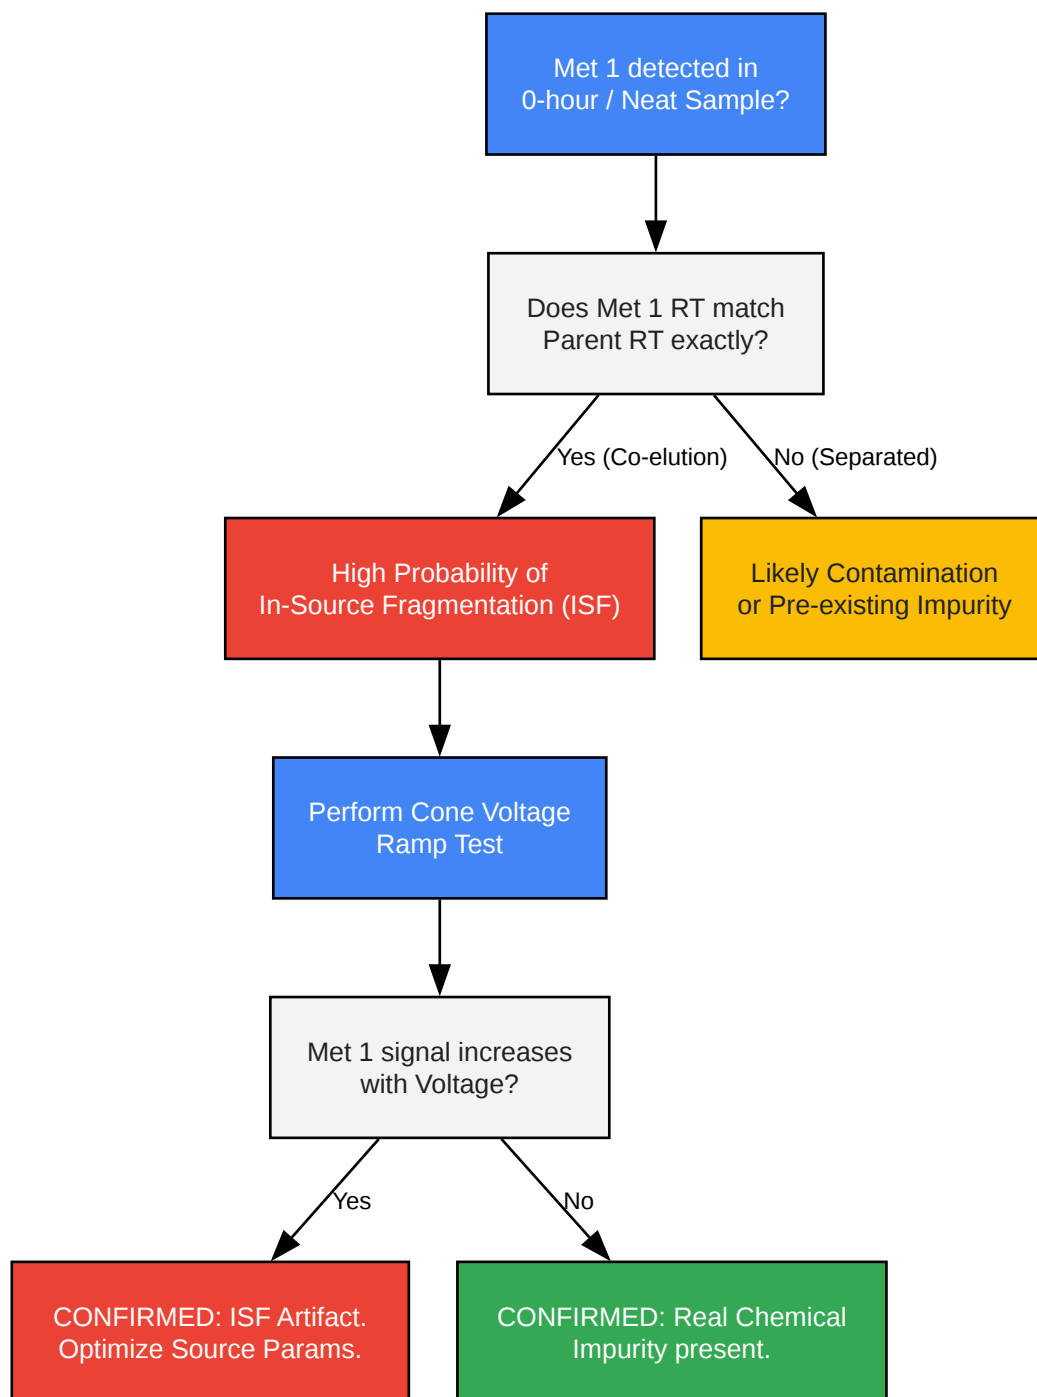 Met 1 detected in
0-hour / Neat Sample?
Does Met 1 RT match
Parent RT exactly?
Yes (Co-elution)
No (Separated)
High Probability of
In-Source Fragmentation (ISF)
Likely Contamination
or Pre-existing Impurity
Perform Cone Voltage
Ramp Test
Met 1 signal increases
with Voltage?
Yes
No
CONFIRMED: ISF Artifact.
Optimize Source Params.
CONFIRMED: Real Chemical
Impurity present.